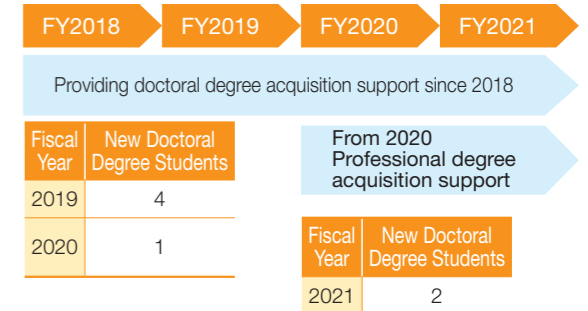 FY2018 FY2019 FY2020 FY2021
Providing doctoral degree acquisition support since 2018
Fiscal Year New Doctoral Degree Students
2019 4
2020 1
From 2020
Professional degree
acquisition support
Fiscal Year New Doctoral Degree Students
2021 2